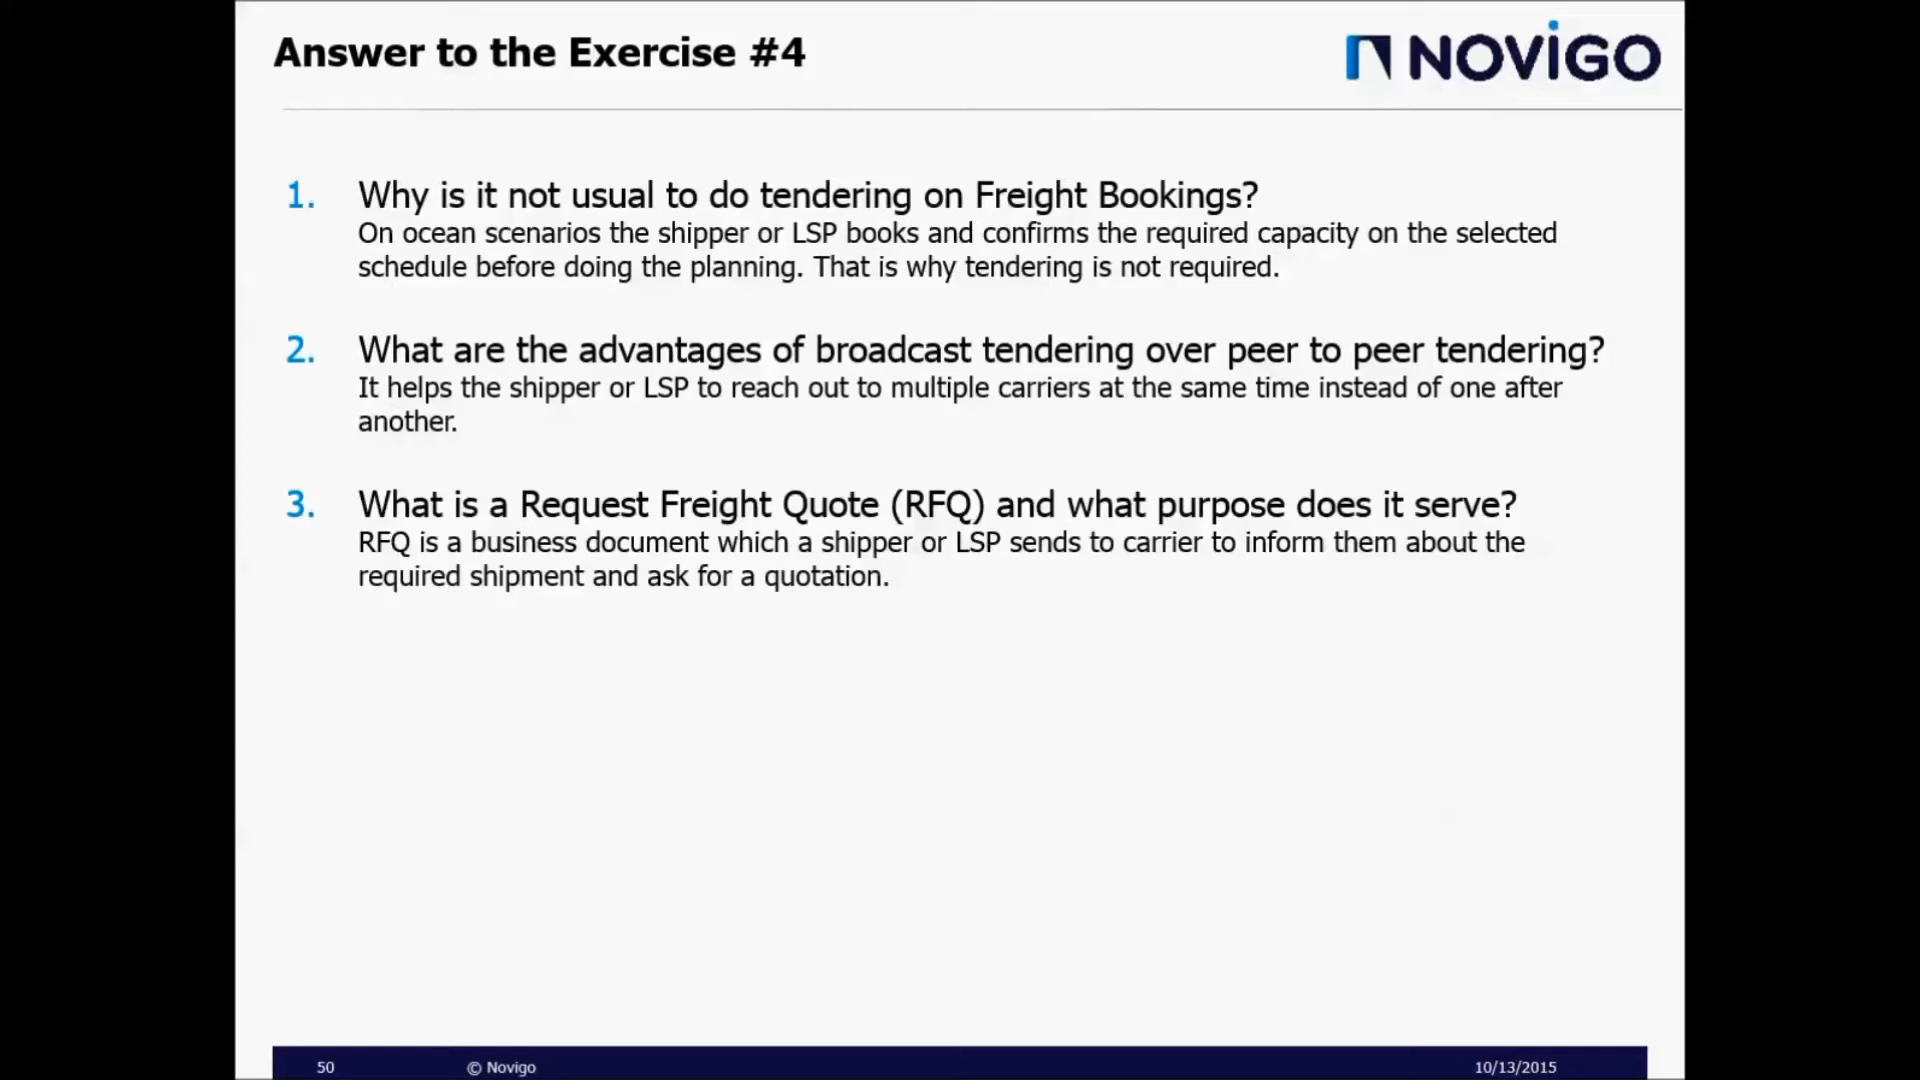 Answer to the Exercise #4
NOVIGO
1. Why is it not usual to do tendering on Freight Bookings?
On ocean scenarios the shipper or LSP books and confirms the required capacity on the selected
schedule before doing the planning. That is why tendering is not required.
2. What are the advantages of broadcast tendering over peer to peer tendering?
It helps the shipper or LSP to reach out to multiple carriers at the same time instead of one after
another.
3. What is a Request Freight Quote (RFQ) and what purpose does it serve?
RFQ is a business document which a shipper or LSP sends to carrier to inform them about the
required shipment and ask for a quotation.
50 © Novigo 10/13/2015